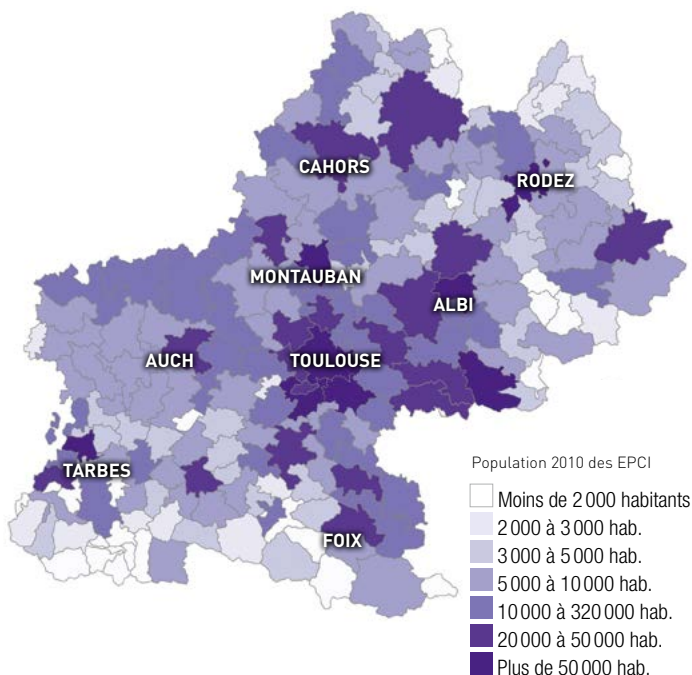 CAHORS
RODEZ
MONTAUBAN
ALBI
AUCH
TOULOUSE
TARBES
FOIX
Population 2010 des EPCI
Moins de 2 000 habitants
2 000 à 3 000 hab.
3 000 à 5 000 hab.
5 000 à 10 000 hab.
10 000 à 320 000 hab.
20 000 à 50 000 hab.
Plus de 50 000 hab.